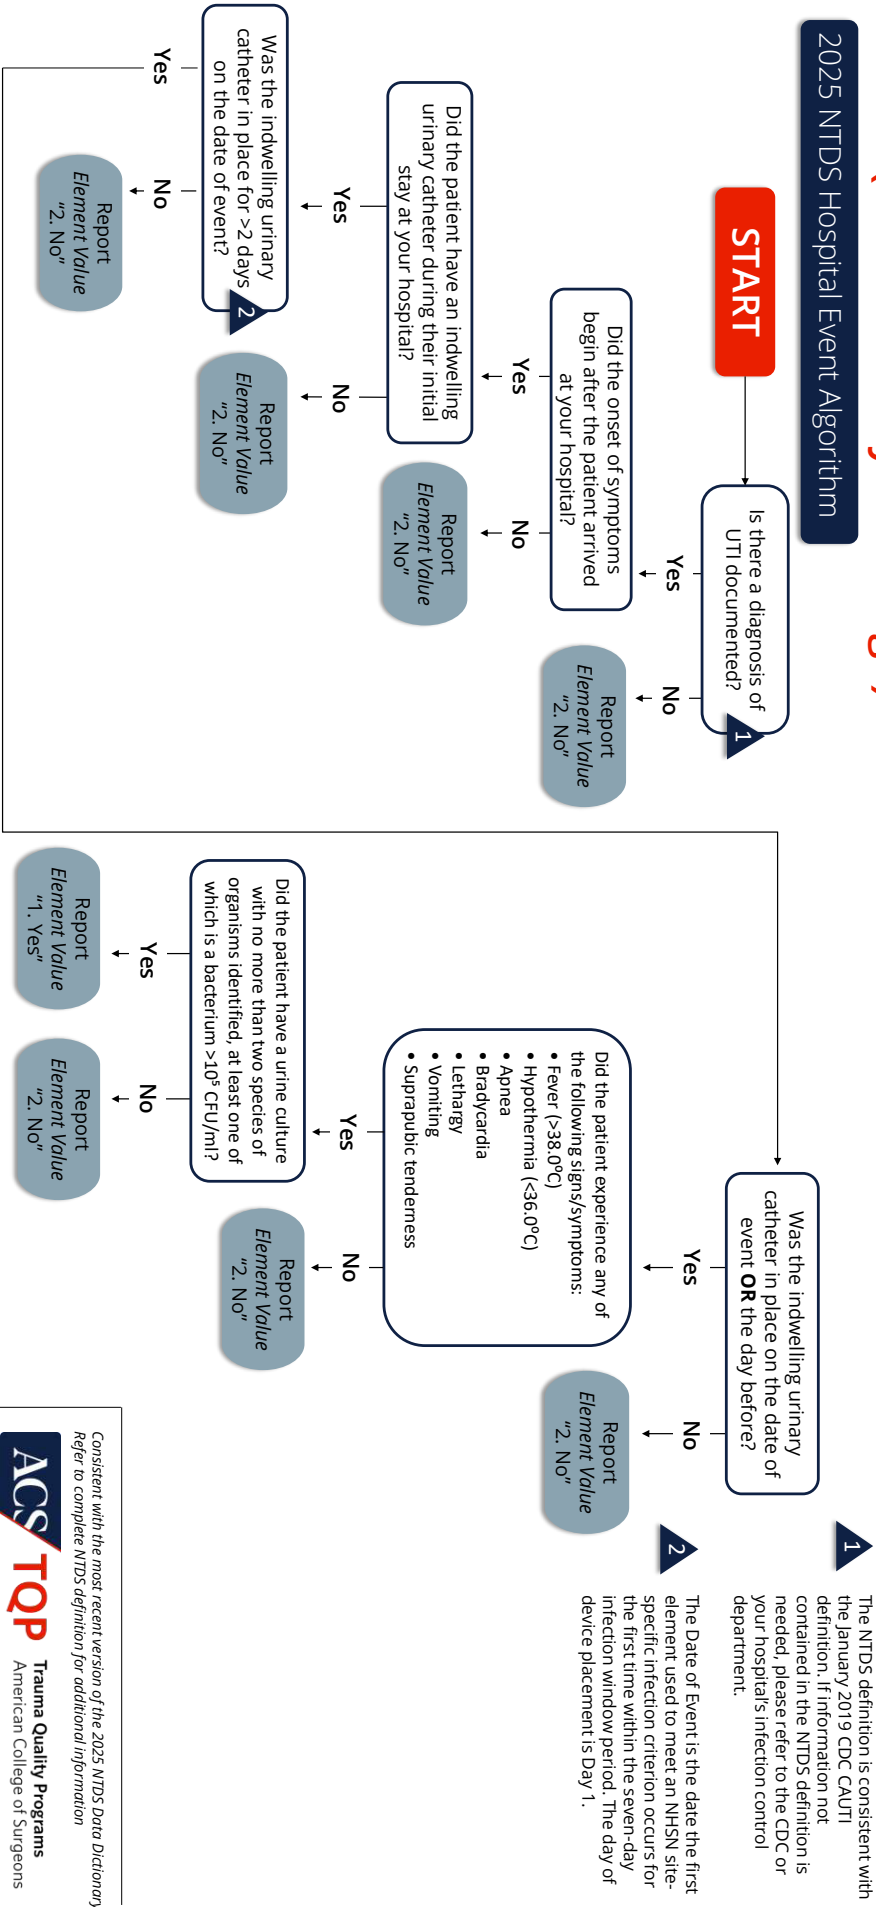 2025 NTDS Hospital Event Algorithm
START
Is there a diagnosis of
UTI documented?
1
Yes
No
Report
Element Value
“2. No”
Did the onset of symptoms
begin after the patient arrived
at your hospital?
Yes
No
Report
Element Value
“2. No”
Did the patient have an indwelling
urinary catheter during their initial
stay at your hospital?
Yes
No
Report
Element Value
“2. No”
Was the indwelling urinary
catheter in place for >2 days
on the date of event?
2
Yes
No
Report
Element Value
“2. No”
Was the indwelling urinary
catheter in place on the date of
event OR the day before?
Yes
No
Report
Element Value
“2. No”
Did the patient experience any of
the following signs/symptoms:
• Fever (>38.0⁰C)
• Hypothermia (<36.0⁰C)
• Apnea
• Bradycardia
• Lethargy
• Vomiting
• Suprapubic tenderness
Yes
No
Report
Element Value
“2. No”
Did the patient have a urine culture
with no more than two species of
organisms identified, at least one of
which is a bacterium >10⁵ CFU/ml?
Yes
No
Report
Element Value
“1. Yes”
Report
Element Value
“2. No”
1
The NTDS definition is consistent with
the January 2019 CDC CAUTI
definition. If information not
contained in the NTDS definition is
needed, please refer to the CDC or
your hospital’s infection control
department.
2
The Date of Event is the date the first
element used to meet an NHSN site-
specific infection criterion occurs for
the first time within the seven-day
infection window period. The day of
device placement is Day 1.
Consistent with the most recent version of the 2025 NTDS Data Dictionary
Refer to complete NTDS definition for additional information
ACS TQP
Trauma Quality Programs
American College of Surgeons